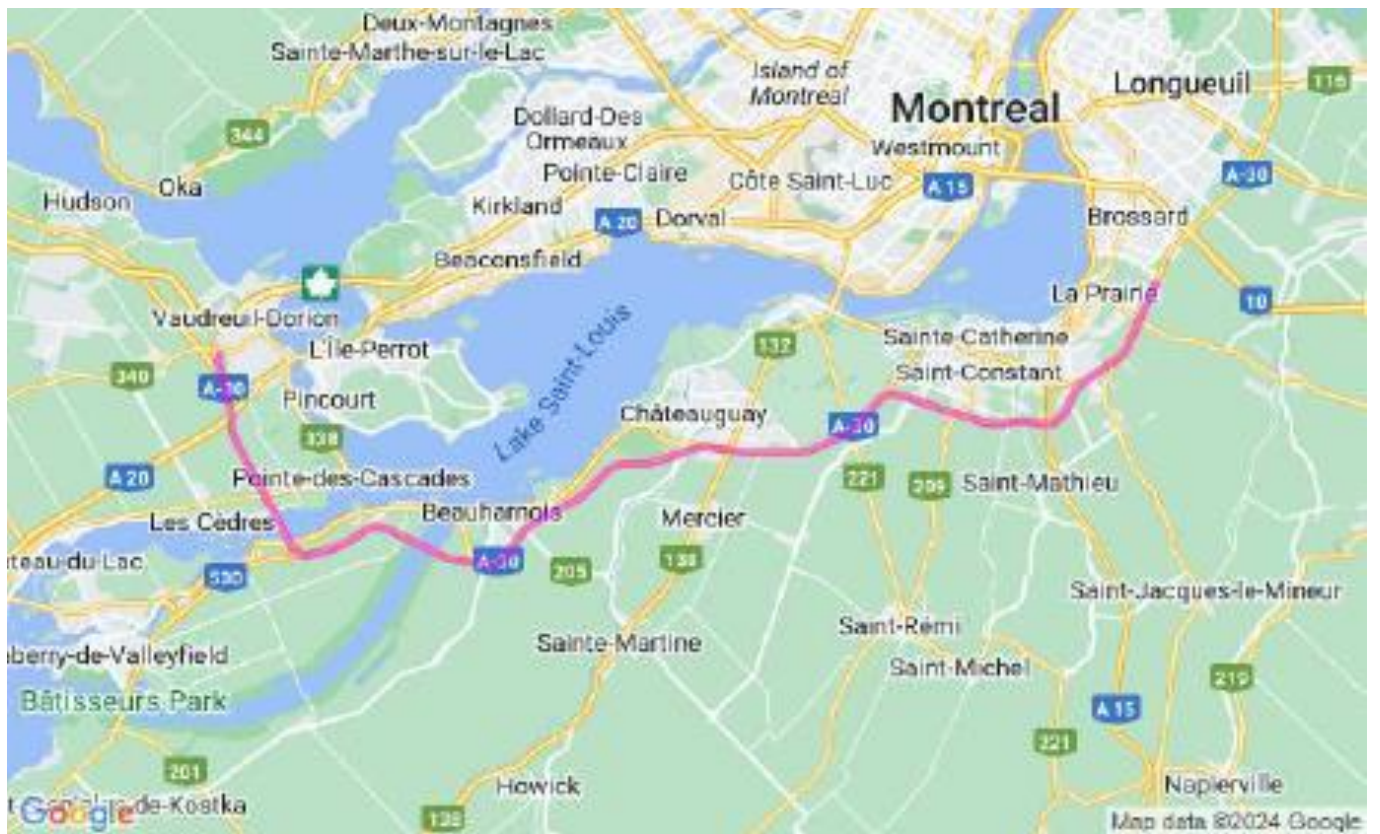 Deux-Montagnes
Sainte-Marthe-sur-le-Lac
Island of
Montreal
Longueuil
116
Montreal
Dollard-Des
Ormeaux
344
Westmount
Pointe-Claire
Côte Saint-Luc
A 15
A-30
Oka
Hudson
Kirkland
A 20
Dorval
Brossard
Beaconsfield
La Prairie
10
Vaudreuil-Dorion
Lake Saint-Louis
Sainte-Catherine
L'Île-Perrot
132
340
A-30
Saint-Constant
Pincourt
Châteauguay
A-30
338
A 20
Pointe-des-Cascades
221
209
Saint-Mathieu
Les Cèdres
Beauharnois
Mercier
teau-du-Lac
530
A-30
205
138
Saint-Jacques-le-Mineur
Saint-Rémi
Sainte-Martine
berry-de-Valleyfield
Saint-Michel
219
Bâtisseurs Park
A 15
221
201
Howick
Napierville
Google
de-Kostka
138
Map data ©2024 Google